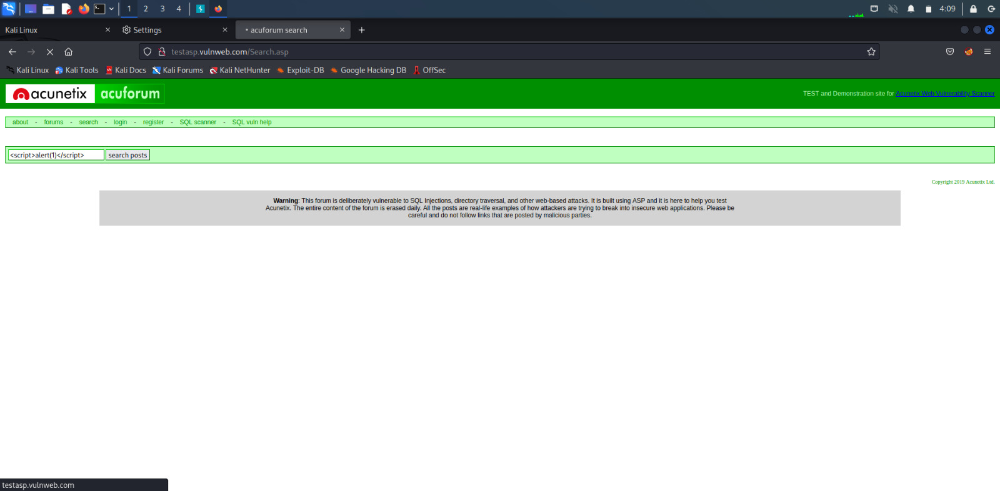 1 2 3 4 4:09
Kali Linux Settings acuforum search
testasp.vulnweb.com/Search.asp
Kali Linux Kali Tools Kali Docs Kali Forums Kali NetHunter Exploit-DB Google Hacking DB OffSec
acunetix acuforum TEST and Demonstration site for Acunetix Web Vulnerability Scanner
about - forums - search - login - register - SQL scanner - SQL vuln help
<script>alert(1)</script> search posts
Copyright 2019 Acunetix Ltd.
Warning: This forum is deliberately vulnerable to SQL Injections, directory traversal, and other web-based attacks. It is built using ASP and it is here to help you test
Acunetix. The entire content of the forum is erased daily. All the posts are real-life examples of how attackers are trying to break into insecure web applications. Please be
careful and do not follow links that are posted by malicious parties.
testasp.vulnweb.com